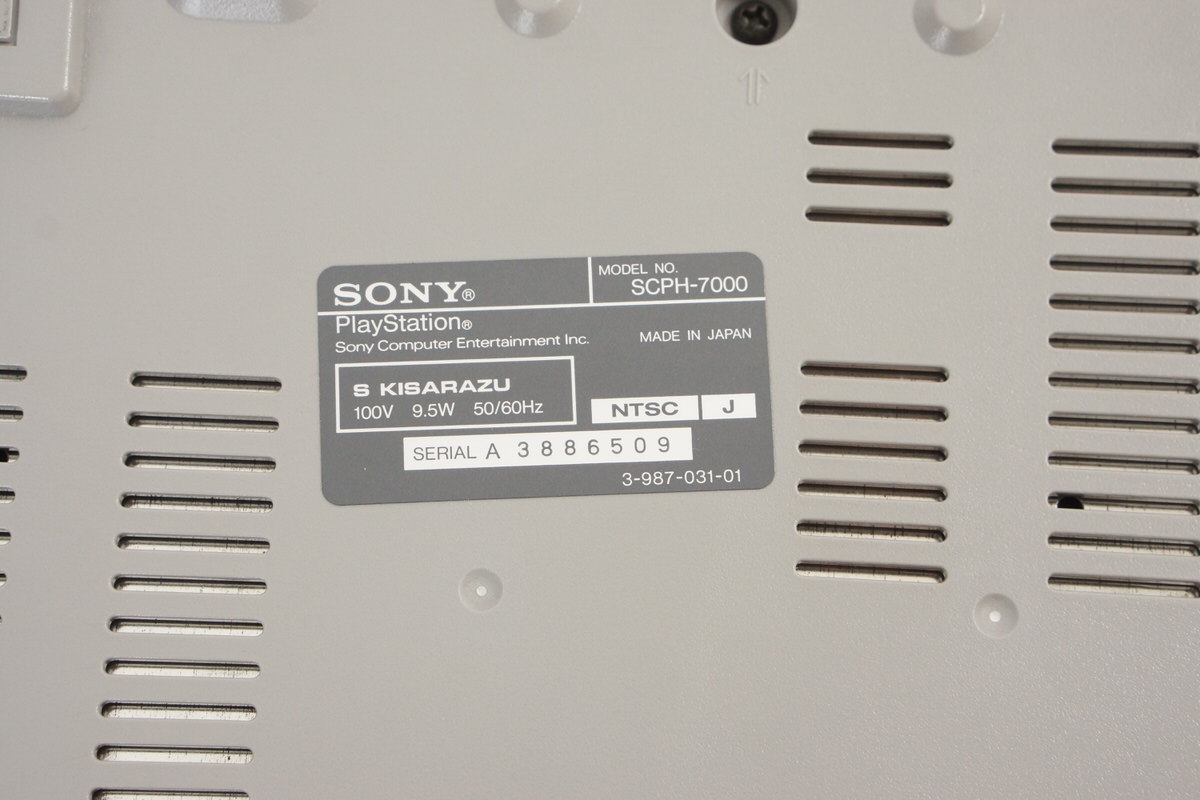 SONY®
MODEL NO.
SCPH-7000
PlayStation®
Sony Computer Entertainment Inc.
MADE IN JAPAN
S KISARAZU
100V 9.5W 50/60Hz
NTSC J
SERIAL A 3886509
3-987-031-01